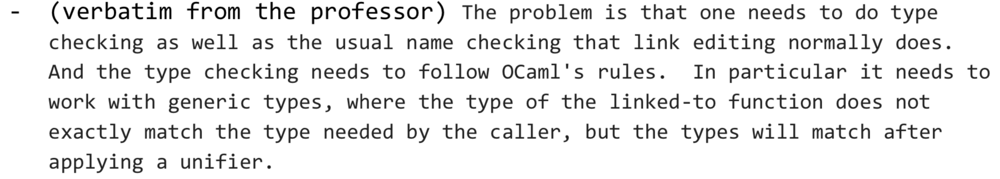 - (verbatim from the professor) The problem is that one needs to do type
checking as well as the usual name checking that link editing normally does.
And the type checking needs to follow OCaml's rules.  In particular it needs to
work with generic types, where the type of the linked-to function does not
exactly match the type needed by the caller, but the types will match after
applying a unifier.